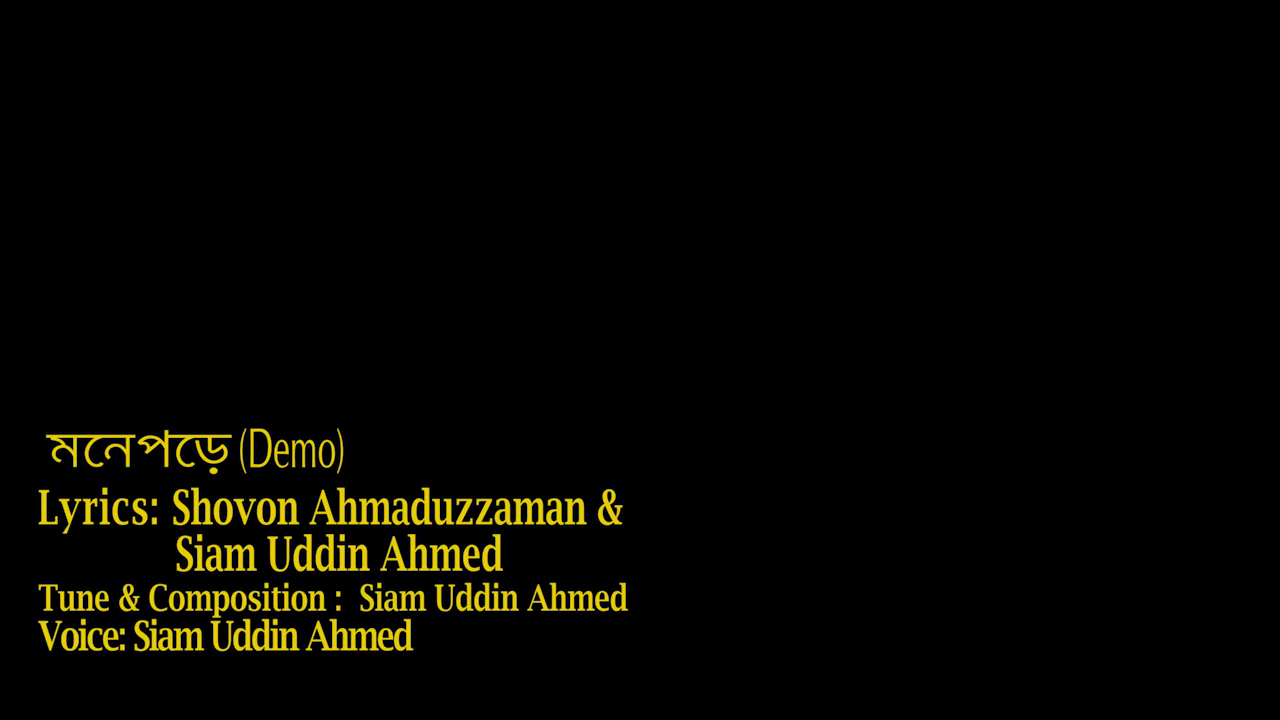 মনেপড়ে (Demo)
Lyrics: Shovon Ahmaduzzaman &
Siam Uddin Ahmed
Tune & Composition : Siam Uddin Ahmed
Voice: Siam Uddin Ahmed